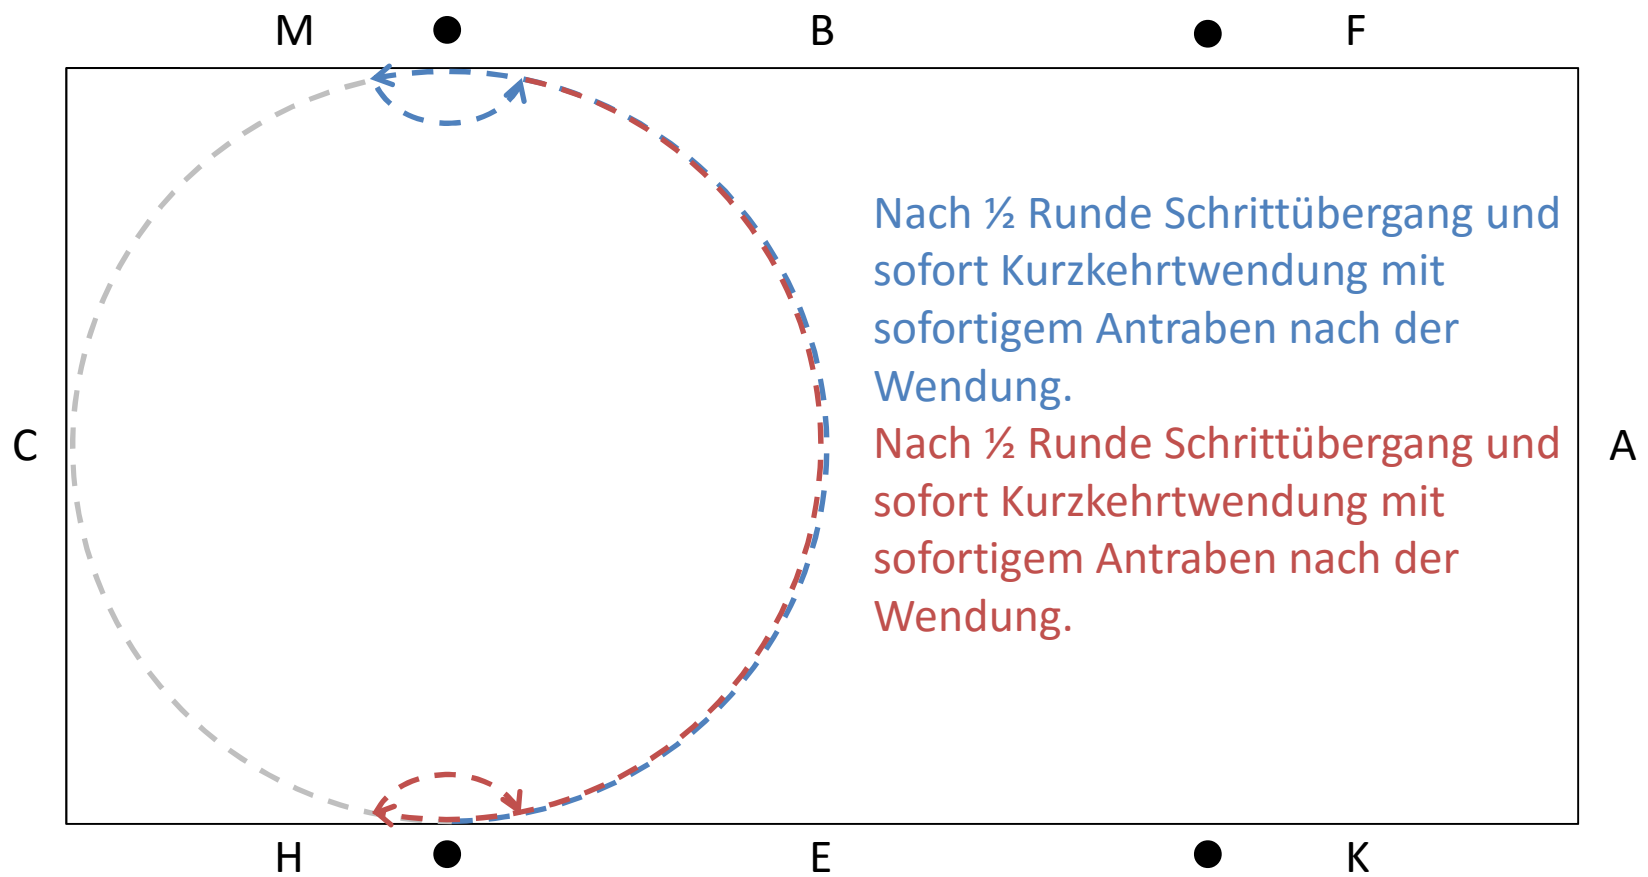 M B F
Nach ½ Runde Schrittübergang und
sofort Kurzkehrtwendung mit
sofortigem Antraben nach der
Wendung.
C
Nach ½ Runde Schrittübergang und
A
sofort Kurzkehrtwendung mit
sofortigem Antraben nach der
Wendung.
H E K